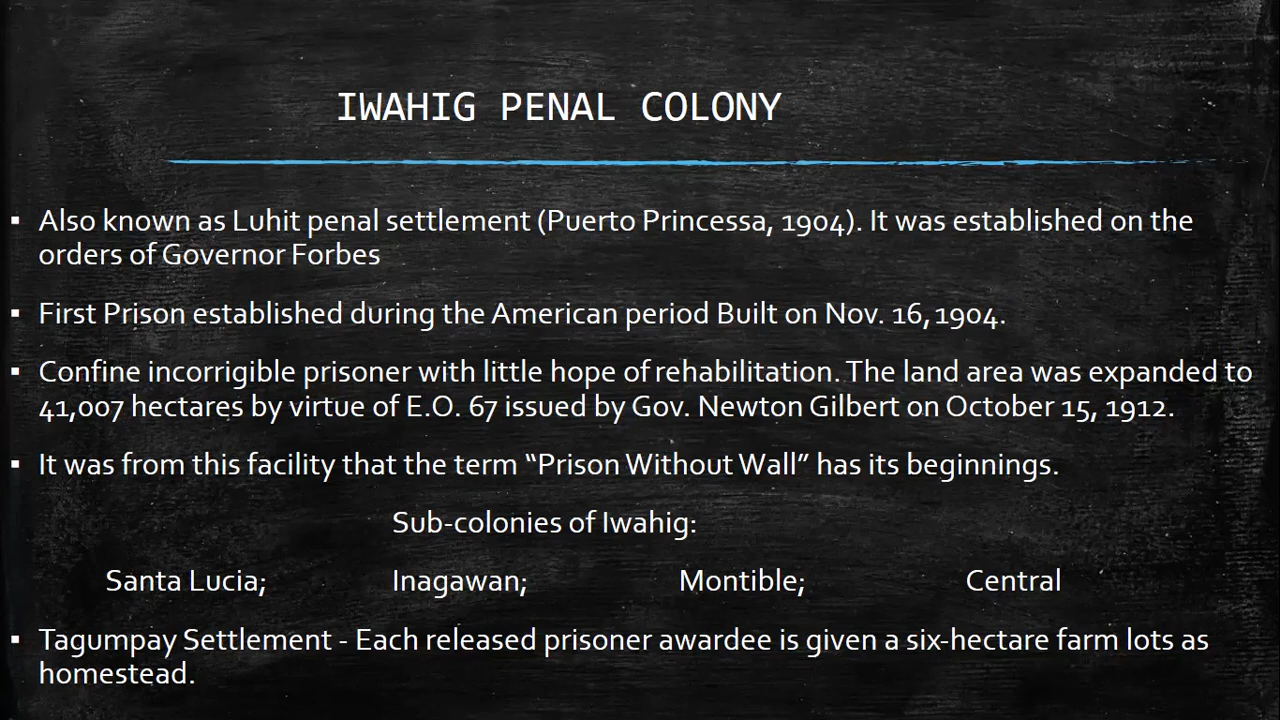 IWAHIG PENAL COLONY
▪ Also known as Luhit penal settlement (Puerto Princessa, 1904). It was established on the
orders of Governor Forbes
▪ First Prison established during the American period Built on Nov. 16, 1904.
▪ Confine incorrigible prisoner with little hope of rehabilitation. The land area was expanded to
41,007 hectares by virtue of E.O. 67 issued by Gov. Newton Gilbert on October 15, 1912.
▪ It was from this facility that the term “Prison Without Wall” has its beginnings.
Sub-colonies of Iwahig:
Santa Lucia; Inagawan; Montible; Central
▪ Tagumpay Settlement - Each released prisoner awardee is given a six-hectare farm lots as
homestead.